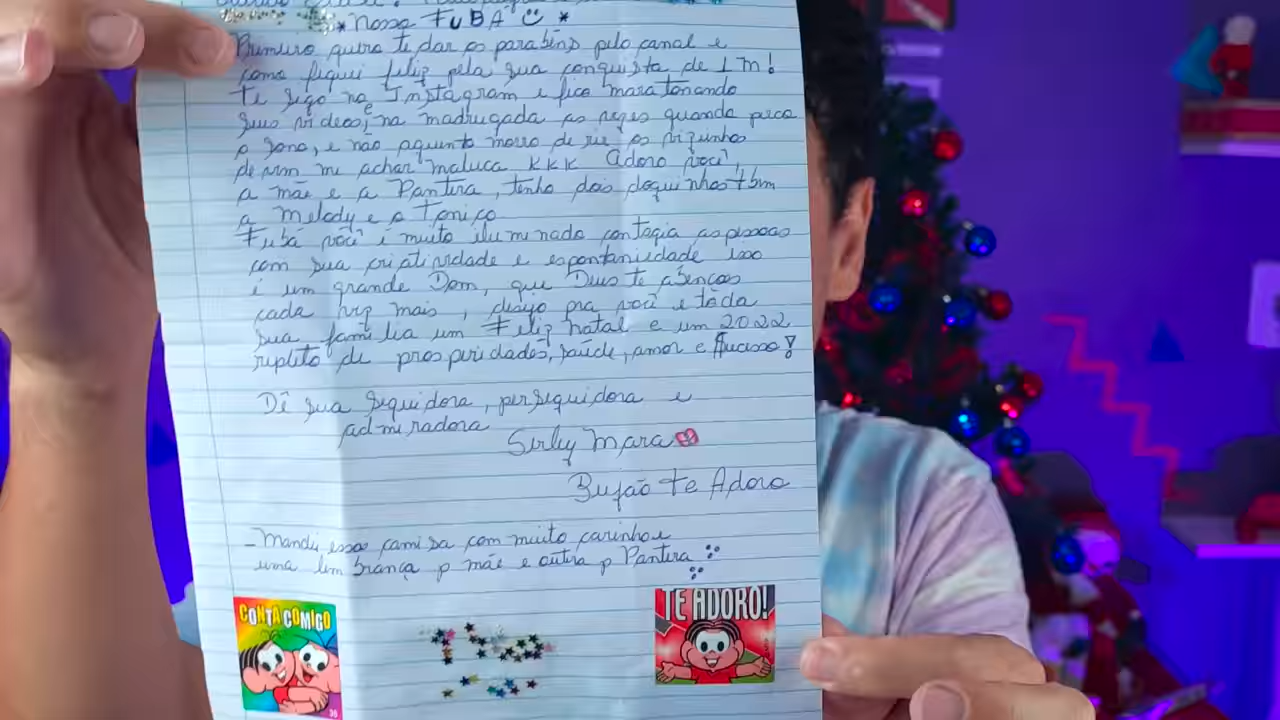 *Nossa FUBA*
Primeiro quero te dar os parabéns pelo canal e
como fiquei feliz pela sua conquista de 1 m!
te sigo no Instagram e fico maratonando
seus vídeos, e na madrugada as vezes quando perco
o sono, e não aguento morro de rir os vizinhos
devem me achar maluca KKK Adoro você,
a mãe e a Pantera, tenho dois doguinhos tbm
a Melody e o Tonico
Fubá você é muito iluminado contagia as pessoas
com sua criatividade e espontaniedade isso
é um grande Dom, que Deus te abençoe
cada vez mais, desejo pra você e toda
sua família um Feliz natal e um 2022
repleto de prosperidades, saúde, amor e sucesso!
Dê sua seguidora, perseguidora e
admiradora
Sirley Mara
Bujão te Adoro
- Mandei essa camisa com muito carinho e
uma lembrança p mãe e outra p Pantera
CONTA COMIGO
36
TE ADORO!